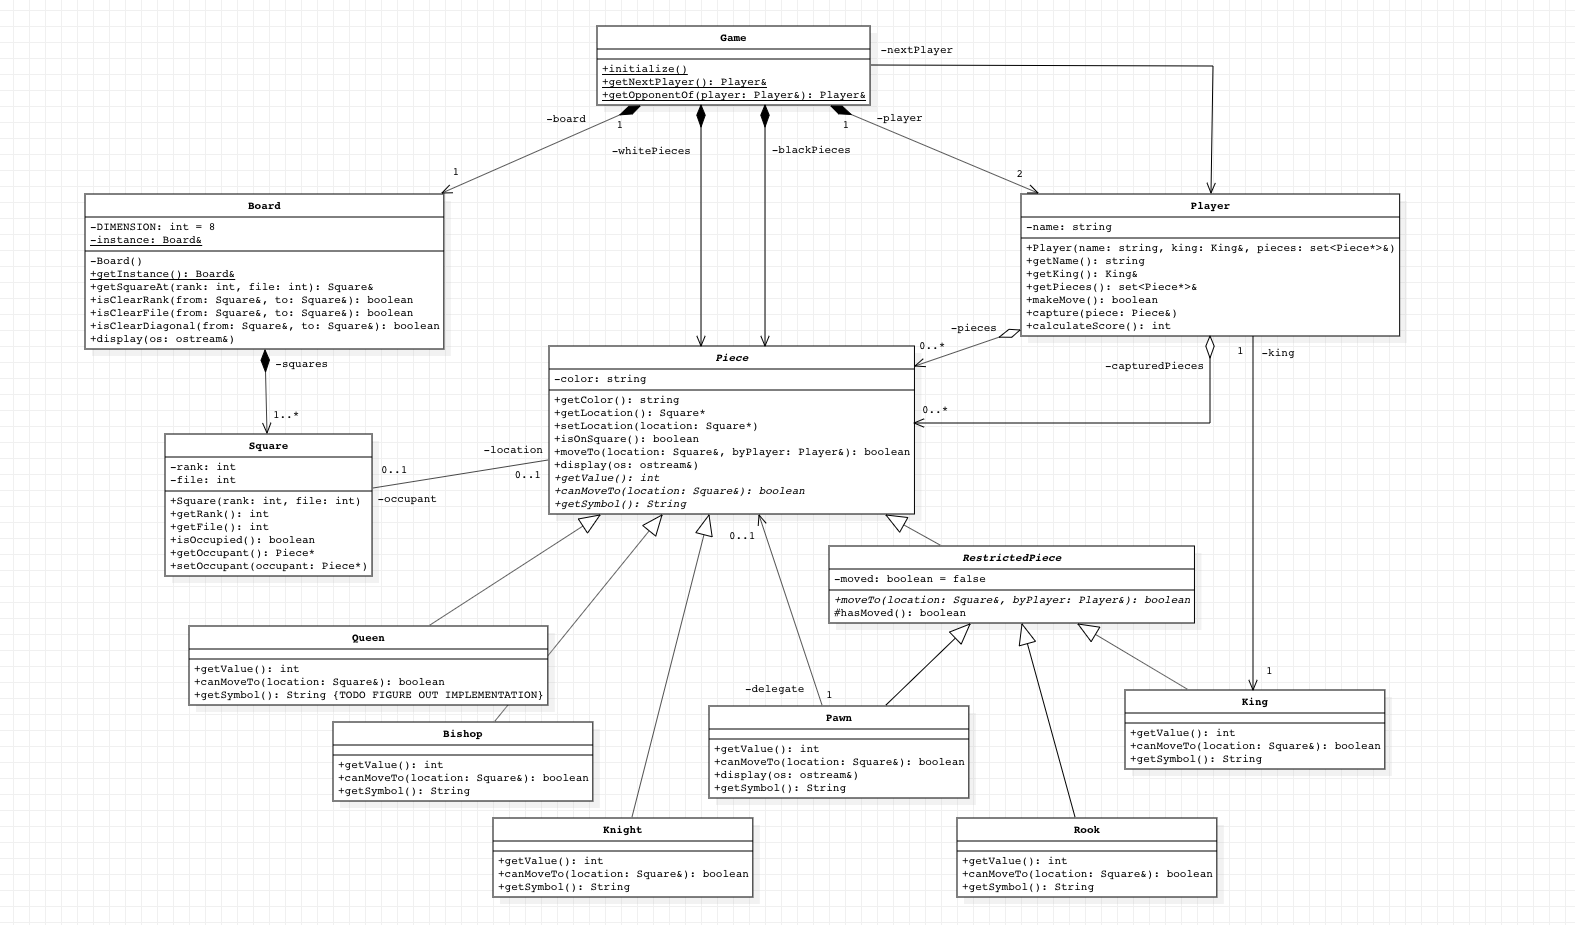 Game
+initialize()
+getNextPlayer(): Player&
+getOpponentOf(player: Player&): Player&
-nextPlayer
-board
1
1
-whitePieces
-blackPieces
1
-player
2
Board
-DIMENSION: int = 8
-instance: Board&
-Board()
+getInstance(): Board&
+getSquareAt(rank: int, file: int): Square&
+isClearRank(from: Square&, to: Square&): boolean
+isClearFile(from: Square&, to: Square&): boolean
+isClearDiagonal(from: Square&, to: Square&): boolean
+display(os: ostream&)
Player
-name: string
+Player(name: string, king: King&, pieces: set<Piece*>&)
+getName(): string
+getKing(): King&
+getPieces(): set<Piece*>&
+makeMove(): boolean
+capture(piece: Piece&)
+calculateScore(): int
-squares
1..*
-pieces
0..*
-capturedPieces
0..*
1
-king
1
Piece
-color: string
+getColor(): string
+getLocation(): Square*
+setLocation(location: Square*)
+isOnSquare(): boolean
+moveTo(location: Square&, byPlayer: Player&): boolean
+display(os: ostream&)
+getValue(): int
+canMoveTo(location: Square&): boolean
+getSymbol(): String
Square
-rank: int
-file: int
+Square(rank: int, file: int)
+getRank(): int
+getFile(): int
+isOccupied(): boolean
+getOccupant(): Piece*
+setOccupant(occupant: Piece*)
-location
0..1
0..1
-occupant
0..1
-delegate
1
RestrictedPiece
-moved: boolean = false
+moveTo(location: Square&, byPlayer: Player&): boolean
#hasMoved(): boolean
Queen
+getValue(): int
+canMoveTo(location: Square&): boolean
+getSymbol(): String {TODO FIGURE OUT IMPLEMENTATION}
Bishop
+getValue(): int
+canMoveTo(location: Square&): boolean
+getSymbol(): String
Pawn
+getValue(): int
+canMoveTo(location: Square&): boolean
+display(os: ostream&)
+getSymbol(): String
King
+getValue(): int
+canMoveTo(location: Square&): boolean
+getSymbol(): String
Knight
+getValue(): int
+canMoveTo(location: Square&): boolean
+getSymbol(): String
Rook
+getValue(): int
+canMoveTo(location: Square&): boolean
+getSymbol(): String